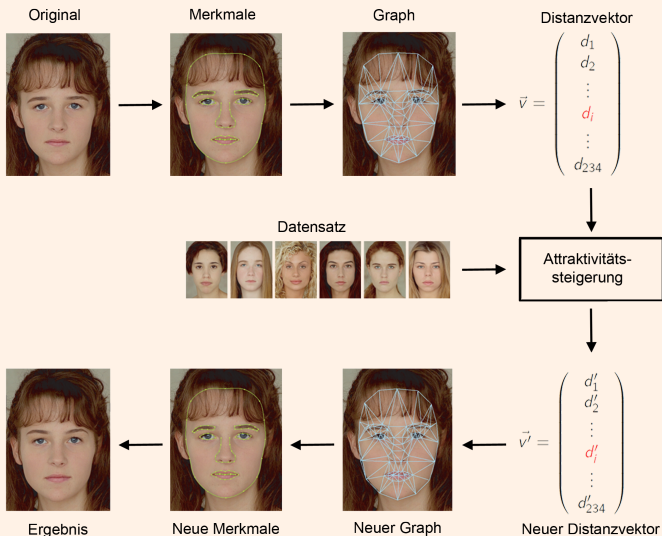 Original Merkmale Graph Distanzvektor
v⃗ =
d₁
d₂
⋮
dᵢ
⋮
d₂₃₄
Datensatz
Attraktivitäts-
steigerung
v⃗' =
d'₁
d'₂
⋮
d'ᵢ
⋮
d'₂₃₄
Ergebnis Neue Merkmale Neuer Graph Neuer Distanzvektor